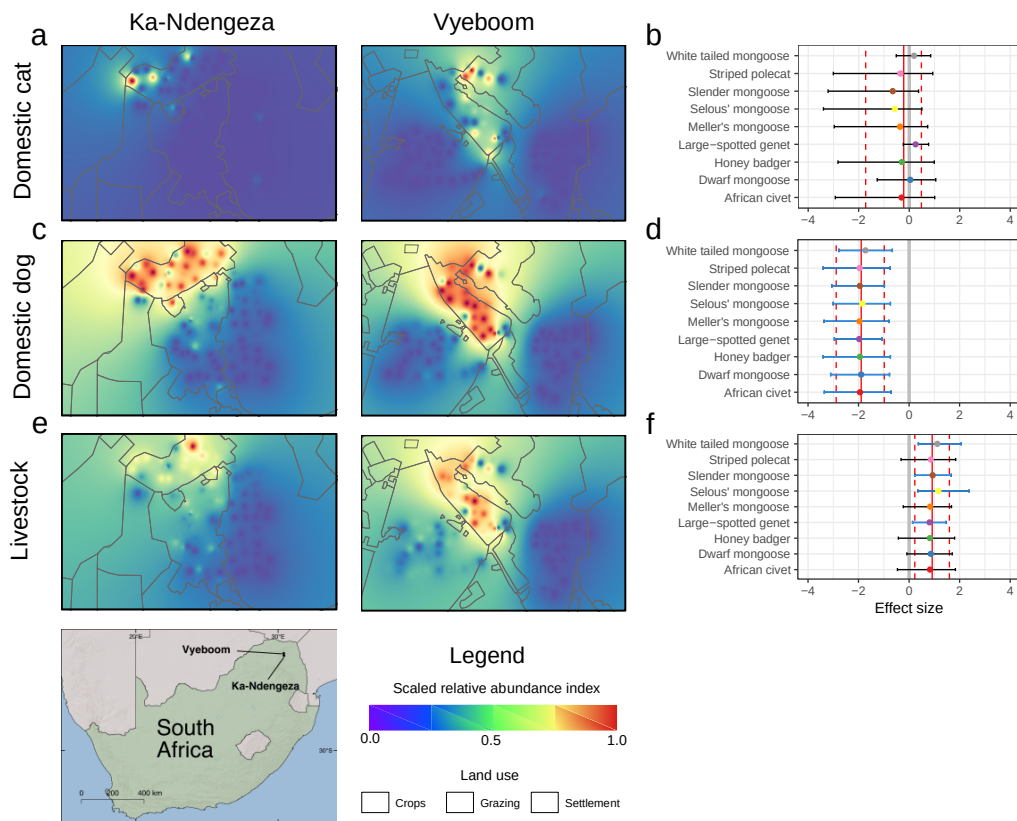 Ka-Ndengeza
Vyeboom
a
Domestic cat
b
White tailed mongoose
Striped polecat
Slender mongoose
Selous' mongoose
Meller's mongoose
Large−spotted genet
Honey badger
Dwarf mongoose
African civet
−4 −2 0 2 4
c
Domestic dog
d
White tailed mongoose
Striped polecat
Slender mongoose
Selous' mongoose
Meller's mongoose
Large−spotted genet
Honey badger
Dwarf mongoose
African civet
−4 −2 0 2 4
e
Livestock
f
White tailed mongoose
Striped polecat
Slender mongoose
Selous' mongoose
Meller's mongoose
Large−spotted genet
Honey badger
Dwarf mongoose
African civet
−4 −2 0 2 4
Effect size
20°E 30°E
Vyeboom
Ka-Ndengeza
South
Africa
30°S
0 200 400 km
Legend
Scaled relative abundance index
0.0 0.5 1.0
Land use
Crops Grazing Settlement